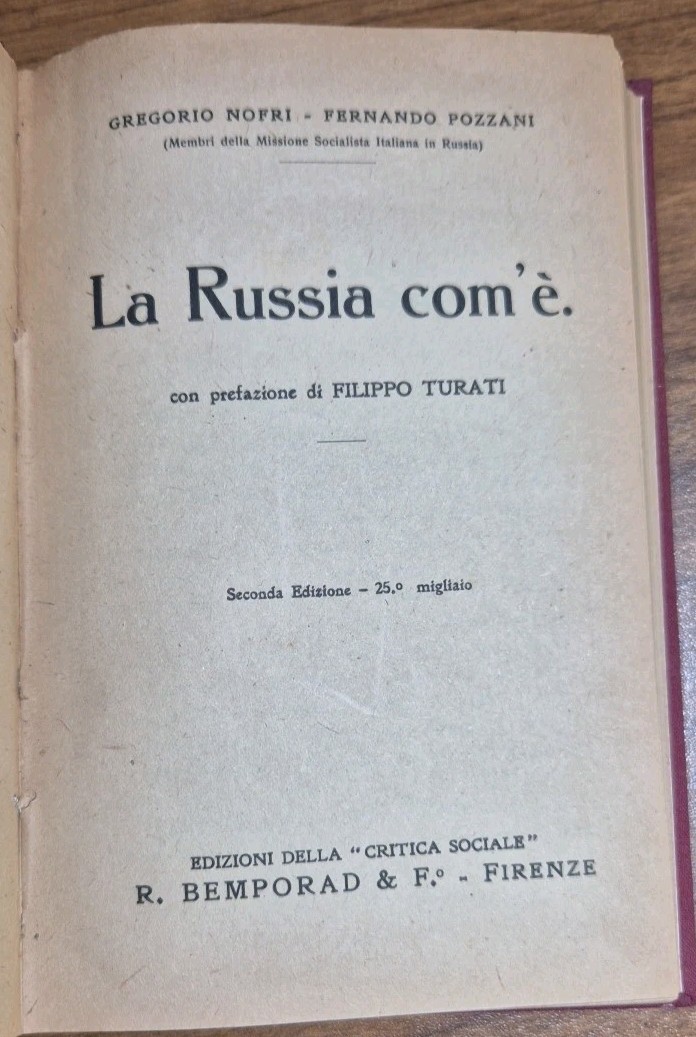 GREGORIO NOFRI - FERNANDO POZZANI
(Membri della Missione Socialista Italiana in Russia)
La Russia com'è.
con prefazione di FILIPPO TURATI
Seconda Edizione – 25.º migliaio
EDIZIONI DELLA “CRITICA SOCIALE”
R. BEMPORAD & F.º - FIRENZE